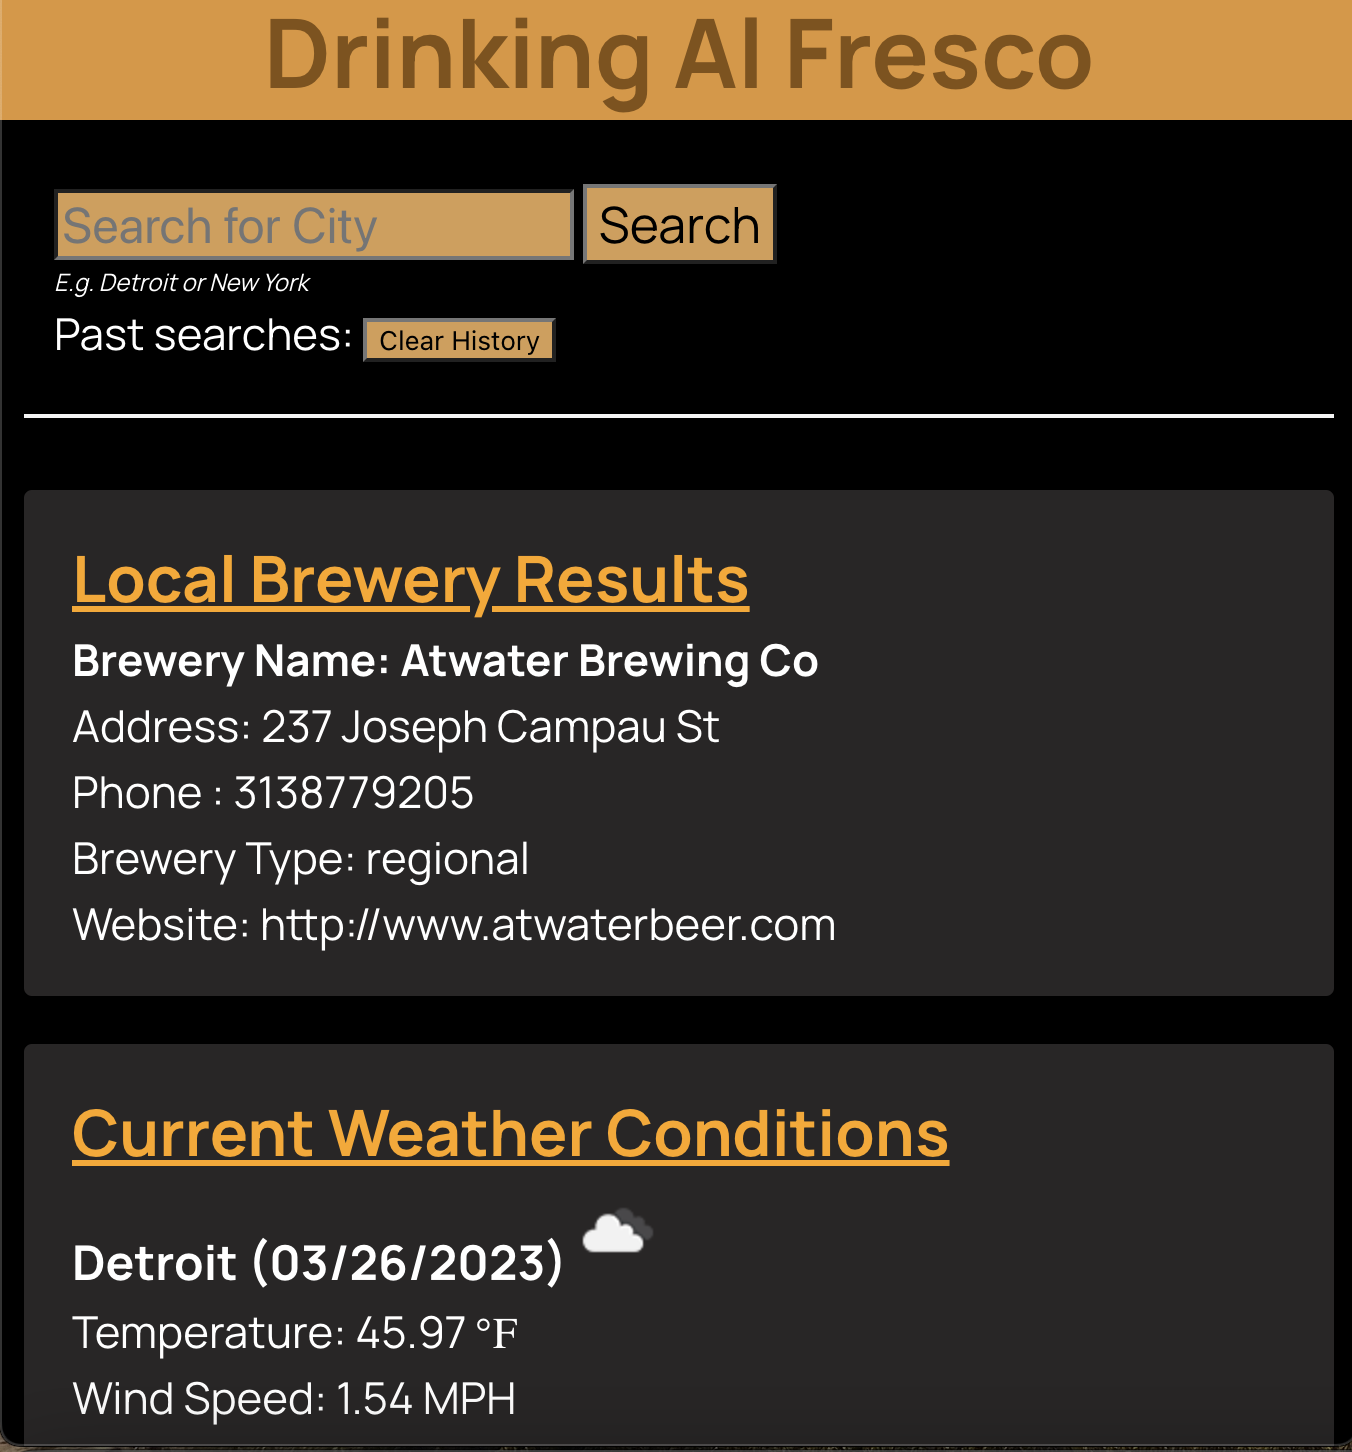 Drinking Al Fresco
Search for City Search
E.g. Detroit or New York
Past searches: Clear History
Local Brewery Results
Brewery Name: Atwater Brewing Co
Address: 237 Joseph Campau St
Phone : 3138779205
Brewery Type: regional
Website: http://www.atwaterbeer.com
Current Weather Conditions
Detroit (03/26/2023)
Temperature: 45.97 °F
Wind Speed: 1.54 MPH